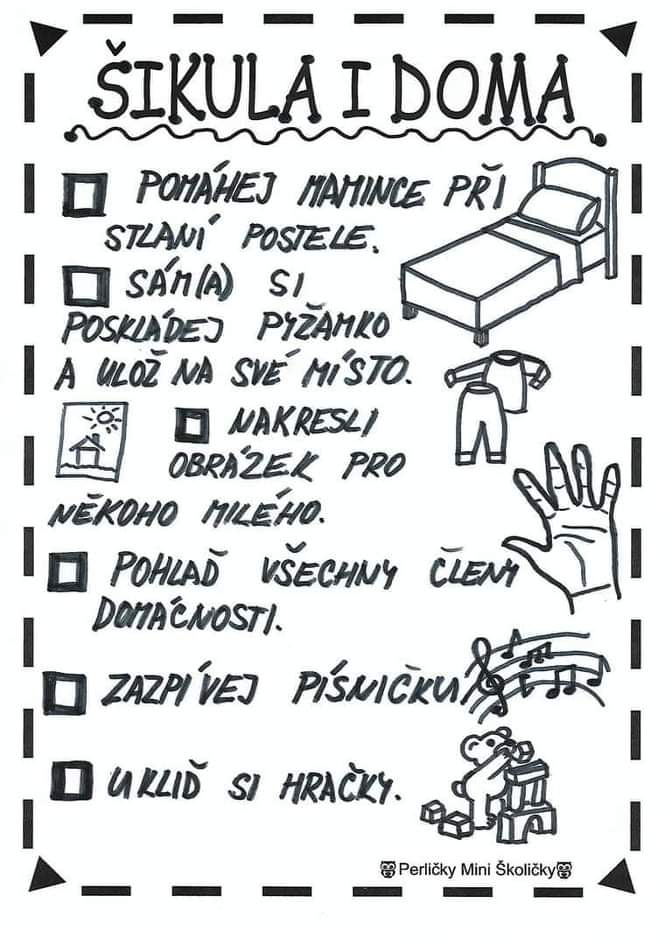 ŠIKULA I DOMA
POMÁHEJ MAMINCE PŘI
STLANÍ POSTELE.
SÁM(A) SI
POSKLÁDEJ PYŽAMKO
A ULOŽ NA SVÉ MÍSTO.
NAKRESLI
OBRÁZEK PRO
NĚKOHO MILÉHO.
POHLAĎ VŠECHNY ČLENY
DOMÁCNOSTI.
ZAZPÍVEJ PÍSNIČKU.
UKLIĎ SI HRAČKY.
Perličky Mini Školičky